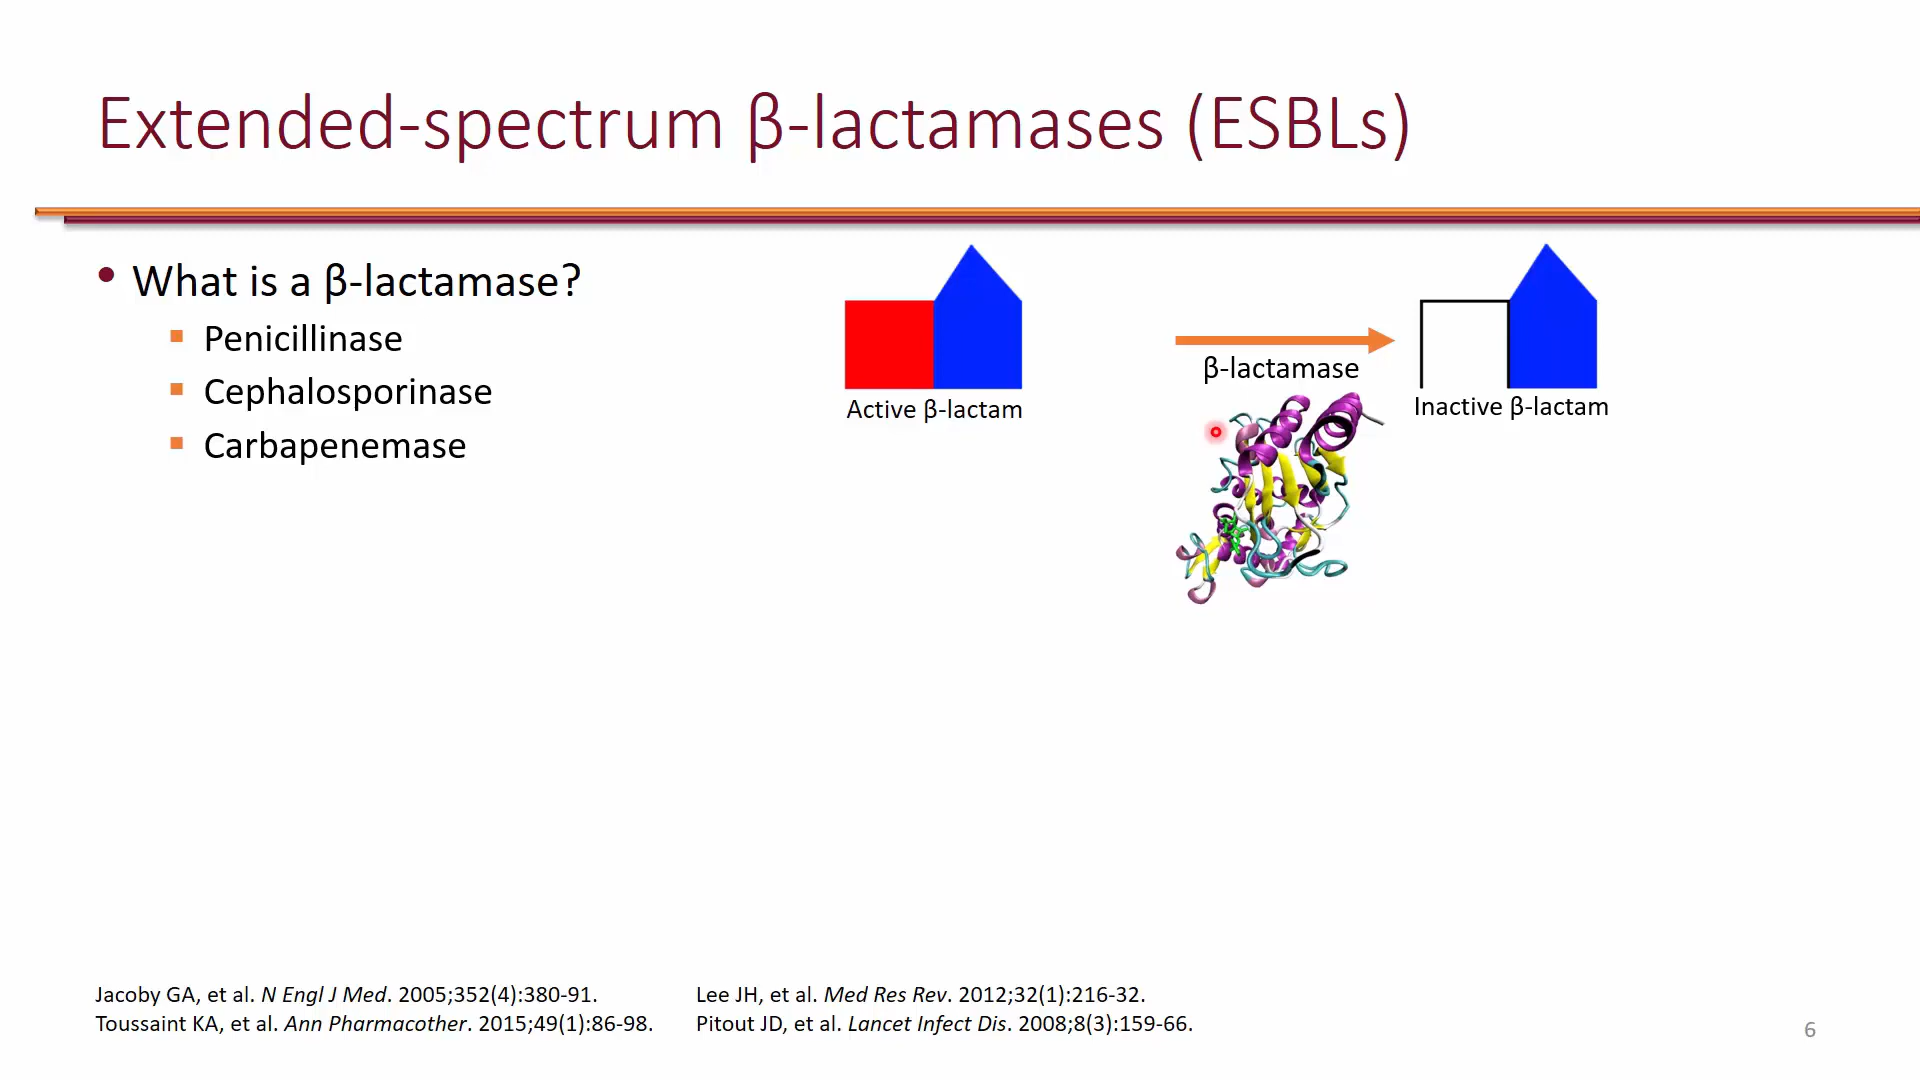 Extended-spectrum β-lactamases (ESBLs)
• What is a β-lactamase?
▪ Penicillinase
▪ Cephalosporinase
▪ Carbapenemase
Active β-lactam
β-lactamase
Inactive β-lactam
Jacoby GA, et al. N Engl J Med. 2005;352(4):380-91.
Toussaint KA, et al. Ann Pharmacother. 2015;49(1):86-98.
Lee JH, et al. Med Res Rev. 2012;32(1):216-32.
Pitout JD, et al. Lancet Infect Dis. 2008;8(3):159-66.
6